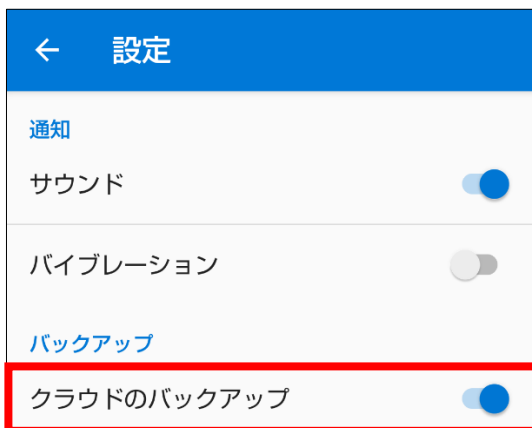 設定
通知
サウンド
バイブレーション
バックアップ
クラウドのバックアップ